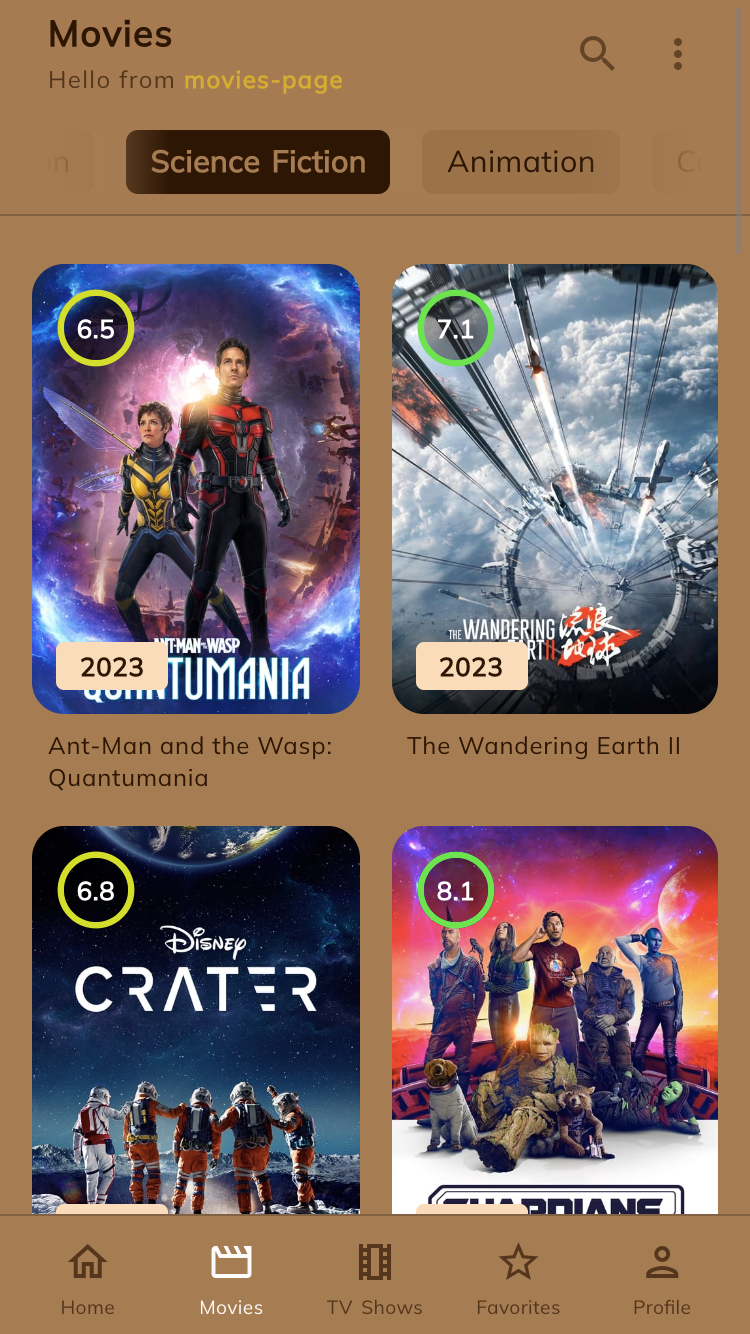 Movies
Hello from movies-page
Science Fiction
Animation
6.5
7.1
ANT-MAN AND THE WASP
QUANTUMANIA
2023
THE WANDERING
EARTH II
流浪
地球
2023
Ant-Man and the Wasp:
Quantumania
The Wandering Earth II
6.8
8.1
Disney
CRATER
GUARDIANS
Home
Movies
TV Shows
Favorites
Profile